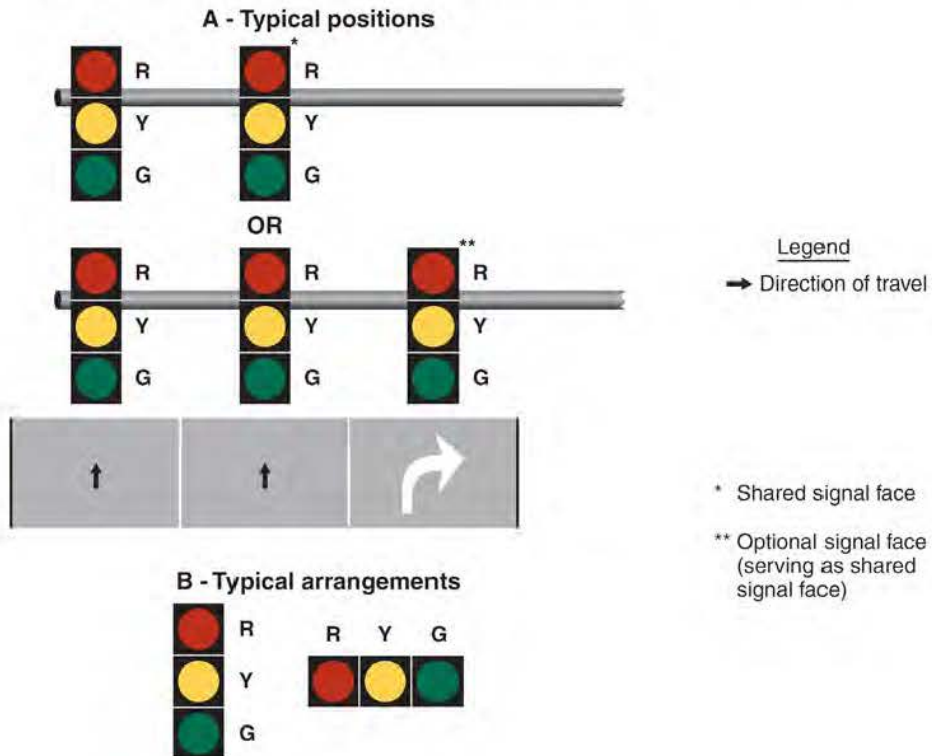 A - Typical positions
*
R R
Y Y
G G
OR
**
R R R
Y Y Y
G G G
Legend
Direction of travel
* Shared signal face
** Optional signal face
(serving as shared
signal face)
B - Typical arrangements
R
Y
G
R Y G